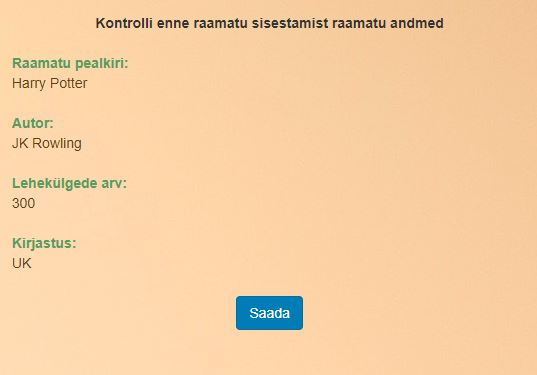 Kontrolli enne raamatu sisestamist raamatu andmed
Raamatu pealkiri:
Harry Potter
Autor:
JK Rowling
Lehekülgede arv:
300
Kirjastus:
UK
Saada